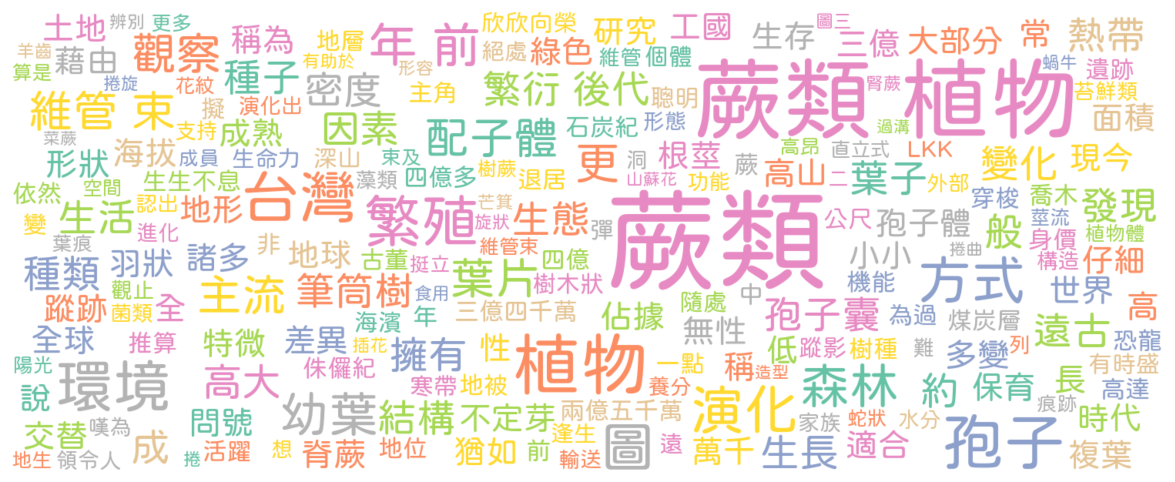 土地 辨別 更多 年 前 欣欣向榮 研究 工國 生存 圖三 三億 大部分 常 熱帶
羊齒 藉由 觀察 稱為 地層 絕處 綠色 維管 個體 蝸牛
算是 捲旋 花紋 種子 有助於 形容 腎蕨 遺跡
維管 束 擬 演化出 密度 主角 繁衍 後代 聰明 蕨類 植物 苔鮮類 面積
菜蕨 支持 成熟 因素 配子體 石炭紀 形態 過溝 高昂 直立式 LKK
形狀 海拔 成員 生命力 深山 束及 樹蕨 更 洞 根莖 蕨 高山 二 葉子 變化 現今
依然 空間 生生不息 藻類 四億多 退居 山蘇花 功能 外部 穿梭 喬木
生活 認出 地形 台灣 繁殖 芒萁 生態 彈 蕨類 公尺 孢子體 般 莖流 發現
變 進化 旋狀 身價 植物體
葉痕 非 地球 古董 挺立 維管束 四億 小小 捲曲 構造 仔細
種類 羽狀 諸多 葉片 樹木狀 機能 方式
觀止 主流 筆筒樹 食用 隨處 中 世界
蹤跡 菌類 全 海濱 年 三億四千萬 佔據 無性 孢子囊 為過 煤炭層 遠古 高
全球 推算 特微 差異 插花 擁有 性 植物 一點 低 蹤影 樹種 難 多變 列 恐龍
陽光 環境 高大 侏儸紀 寒帶 地被 養分 稱 造型 森林 約 保育 長 有時盛
說 幼葉 結構 不定芽 兩億五千萬 演化 家族 蛇狀 水分 孢子 痕跡 高達
交替 嘆為 問號 逢生 圖 遠 時代
地生 領令人 成 捲 活躍 想 脊蕨 地位 猶如 前 輸送 萬千 生長 適合 複葉